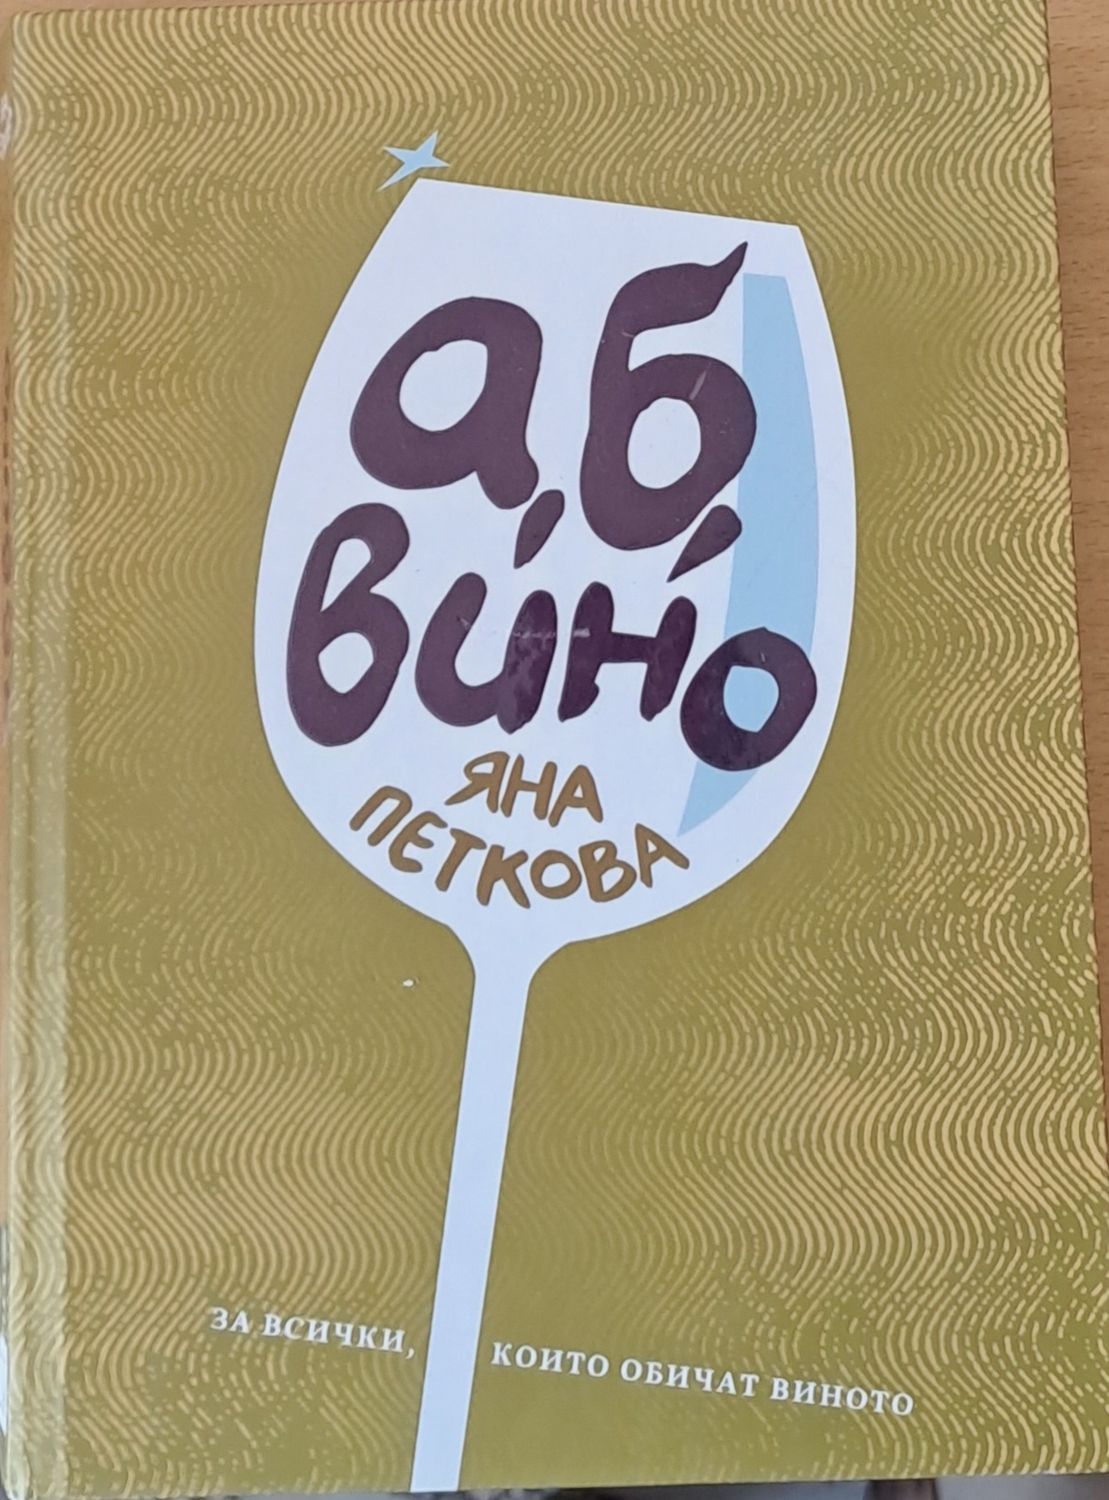 а, б,
вино
ЯНА
ПЕТКОВА
ЗА ВСИЧКИ, КОИТО ОБИЧАТ ВИНОТО